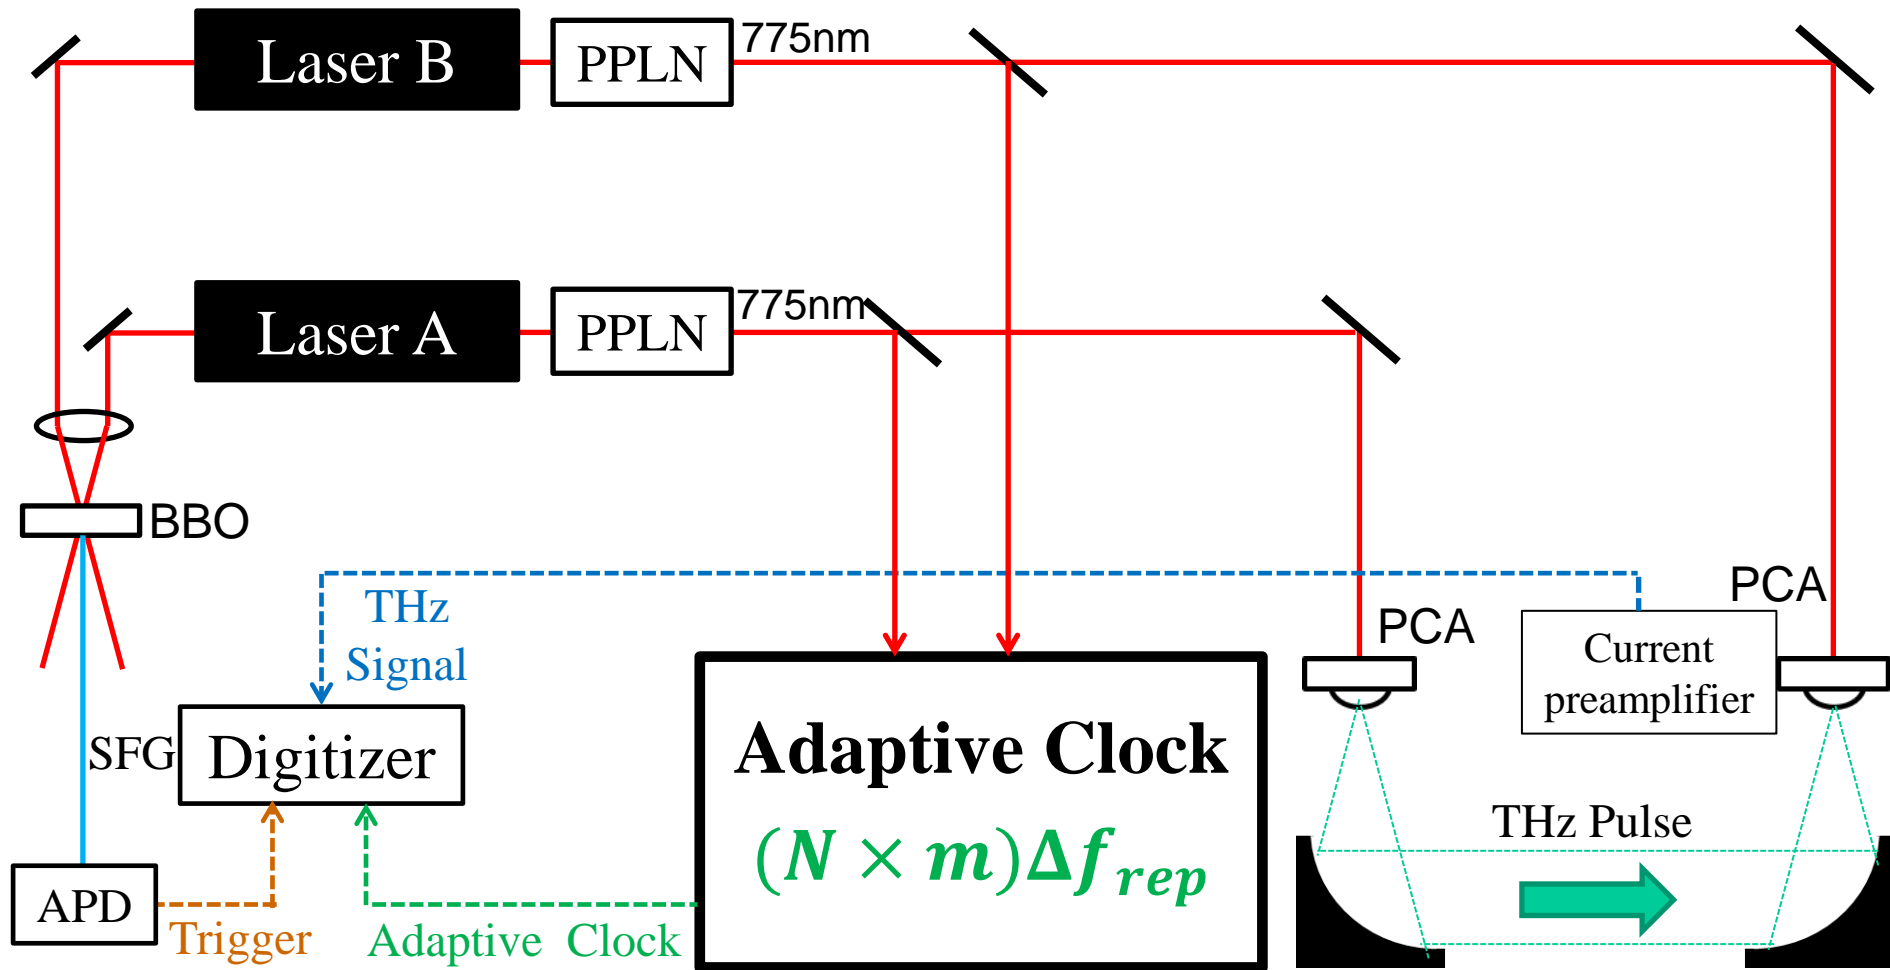 Laser B
PPLN
775nm
Laser A
PPLN
775nm
BBO
THz
Signal
PCA
PCA
Current
preamplifier
SFG
Digitizer
Adaptive Clock
(N × m)Δf_rep
THz Pulse
APD
Trigger
Adaptive Clock